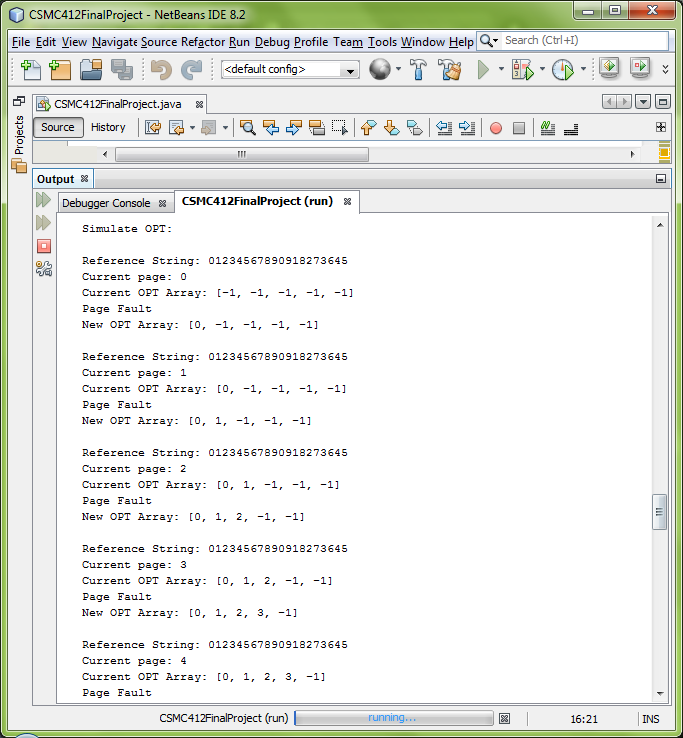 CSMC412FinalProject - NetBeans IDE 8.2
File Edit View Navigate Source Refactor Run Debug Profile Team Tools Window Help Search (Ctrl+I)
<default config>
CSMC412FinalProject.java
Projects
Source History
Output
Debugger Console CSMC412FinalProject (run)
Simulate OPT:
Reference String: 01234567890918273645
Current page: 0
Current OPT Array: [-1, -1, -1, -1, -1]
Page Fault
New OPT Array: [0, -1, -1, -1, -1]
Reference String: 01234567890918273645
Current page: 1
Current OPT Array: [0, -1, -1, -1, -1]
Page Fault
New OPT Array: [0, 1, -1, -1, -1]
Reference String: 01234567890918273645
Current page: 2
Current OPT Array: [0, 1, -1, -1, -1]
Page Fault
New OPT Array: [0, 1, 2, -1, -1]
Reference String: 01234567890918273645
Current page: 3
Current OPT Array: [0, 1, 2, -1, -1]
Page Fault
New OPT Array: [0, 1, 2, 3, -1]
Reference String: 01234567890918273645
Current page: 4
Current OPT Array: [0, 1, 2, 3, -1]
Page Fault
CSMC412FinalProject (run) running... 16:21 INS